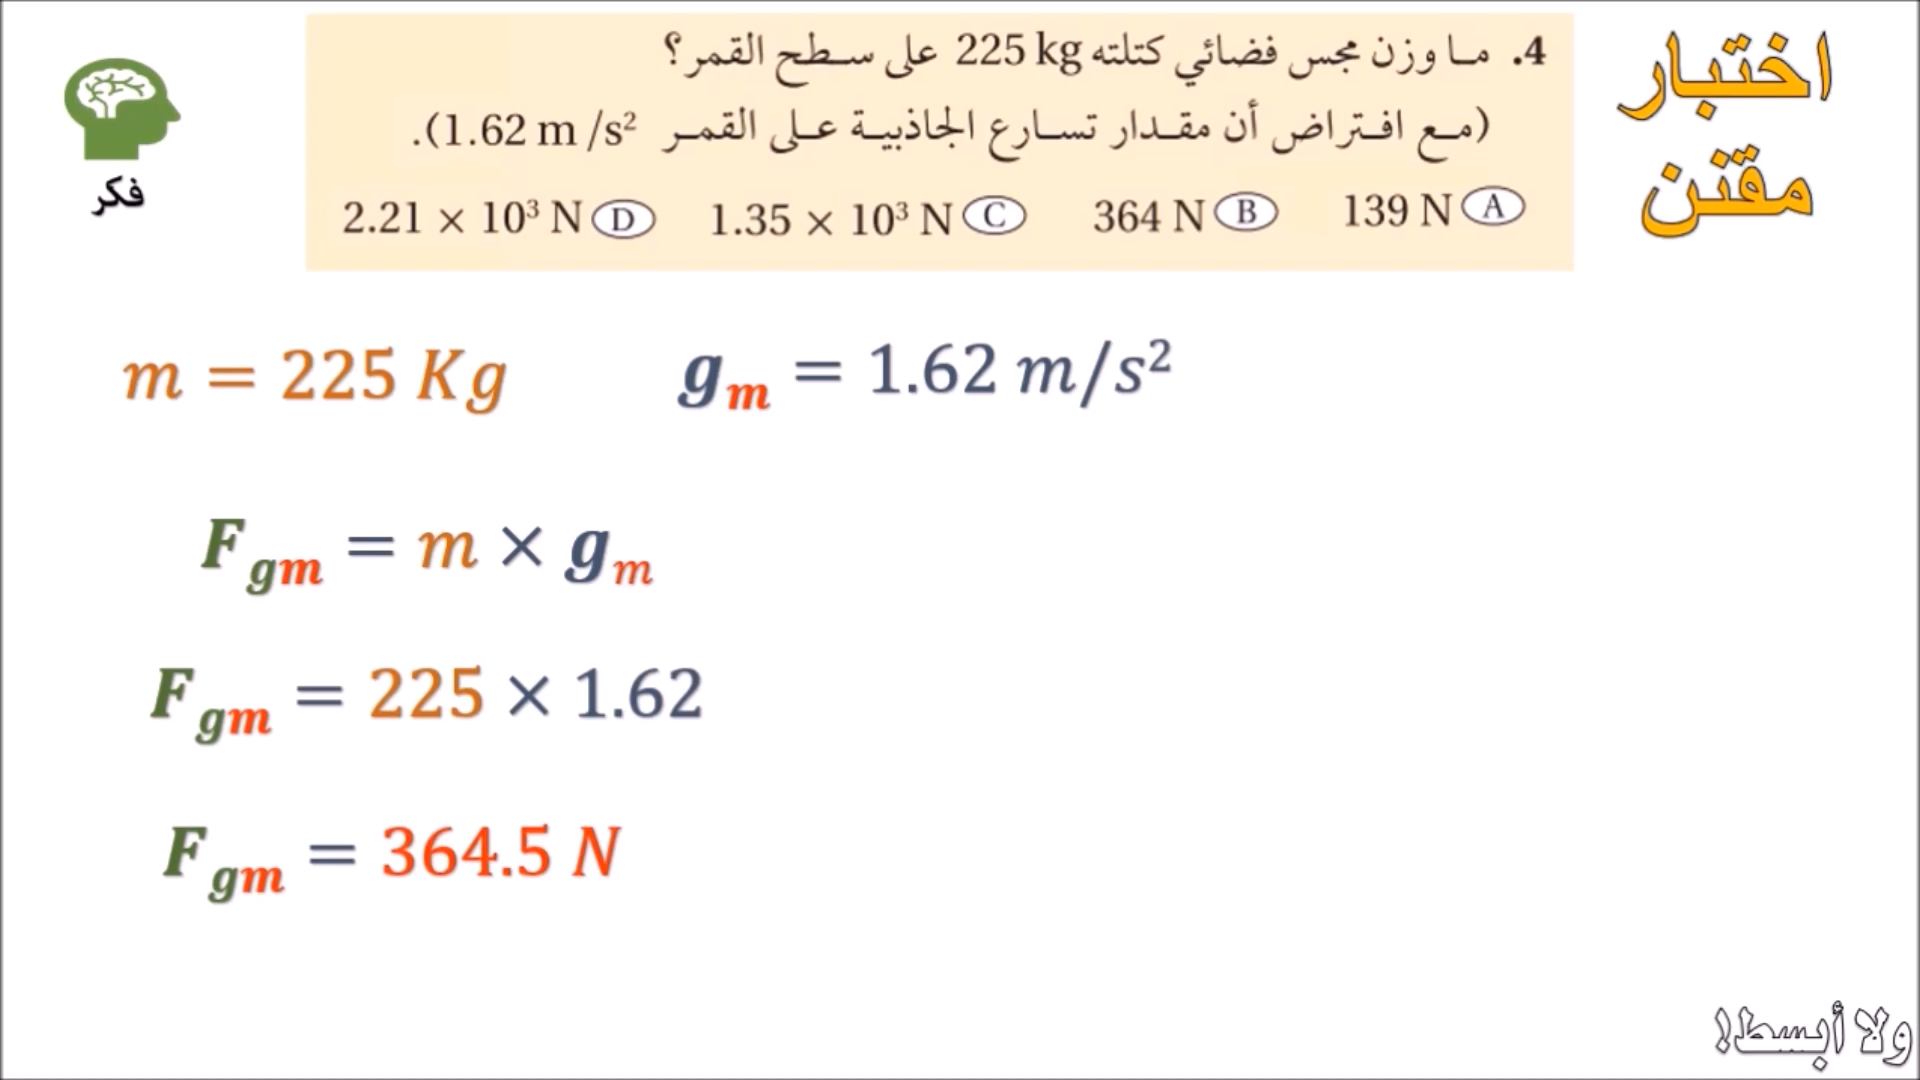 اختبار
مقنن
فكر
4. ما وزن مجس فضائي كتلته 225 kg على سطح القمر؟
(مع افتراض أن مقدار تسارع الجاذبية على القمر 1.62 m /s²).
139 N (A) 364 N (B) 1.35 × 10³ N (C) 2.21 × 10³ N (D)
m = 225 Kg g_m = 1.62 m/s²
F_gm = m × g_m
F_gm = 225 × 1.62
F_gm = 364.5 N
ولا أبسط!